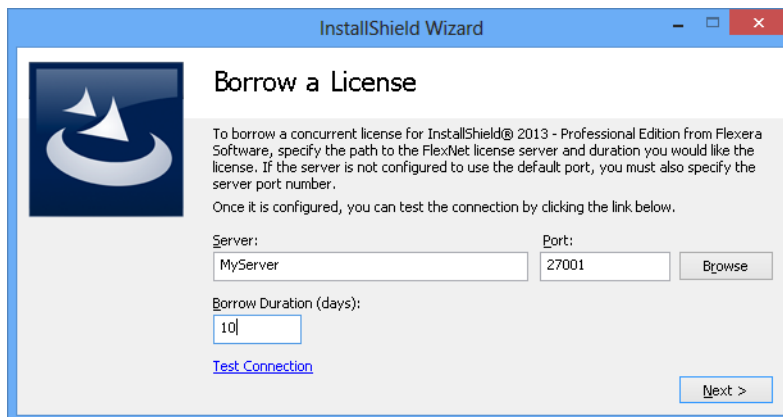 InstallShield Wizard
Borrow a License
To borrow a concurrent license for InstallShield® 2013 - Professional Edition from Flexera
Software, specify the path to the FlexNet license server and duration you would like the
license. If the server is not configured to use the default port, you must also specify the
server port number.
Once it is configured, you can test the connection by clicking the link below.
Server: Port:
MyServer 27001 Browse
Borrow Duration (days):
10
Test Connection
Next >